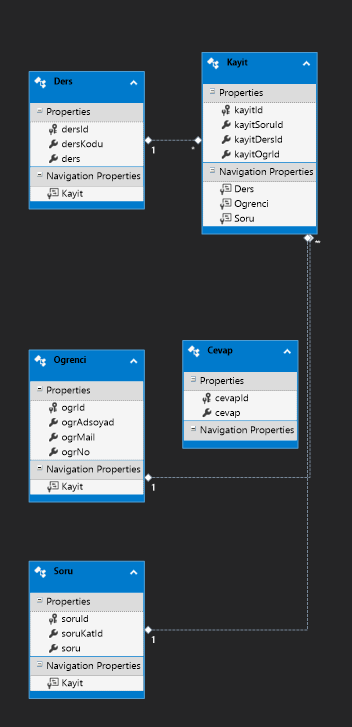 Ders
Properties
dersId
dersKodu
ders
Navigation Properties
Kayit
1
*
Kayit
Properties
kayitId
kayitSoruId
kayitDersId
kayitOgrId
Navigation Properties
Ders
Ogrenci
Soru
Ogrenci
Properties
ogrId
ogrAdsoyad
ogrMail
ogrNo
Navigation Properties
Kayit
1
Cevap
Properties
cevapId
cevap
Navigation Properties
Soru
Properties
soruId
soruKatId
soru
Navigation Properties
Kayit
1